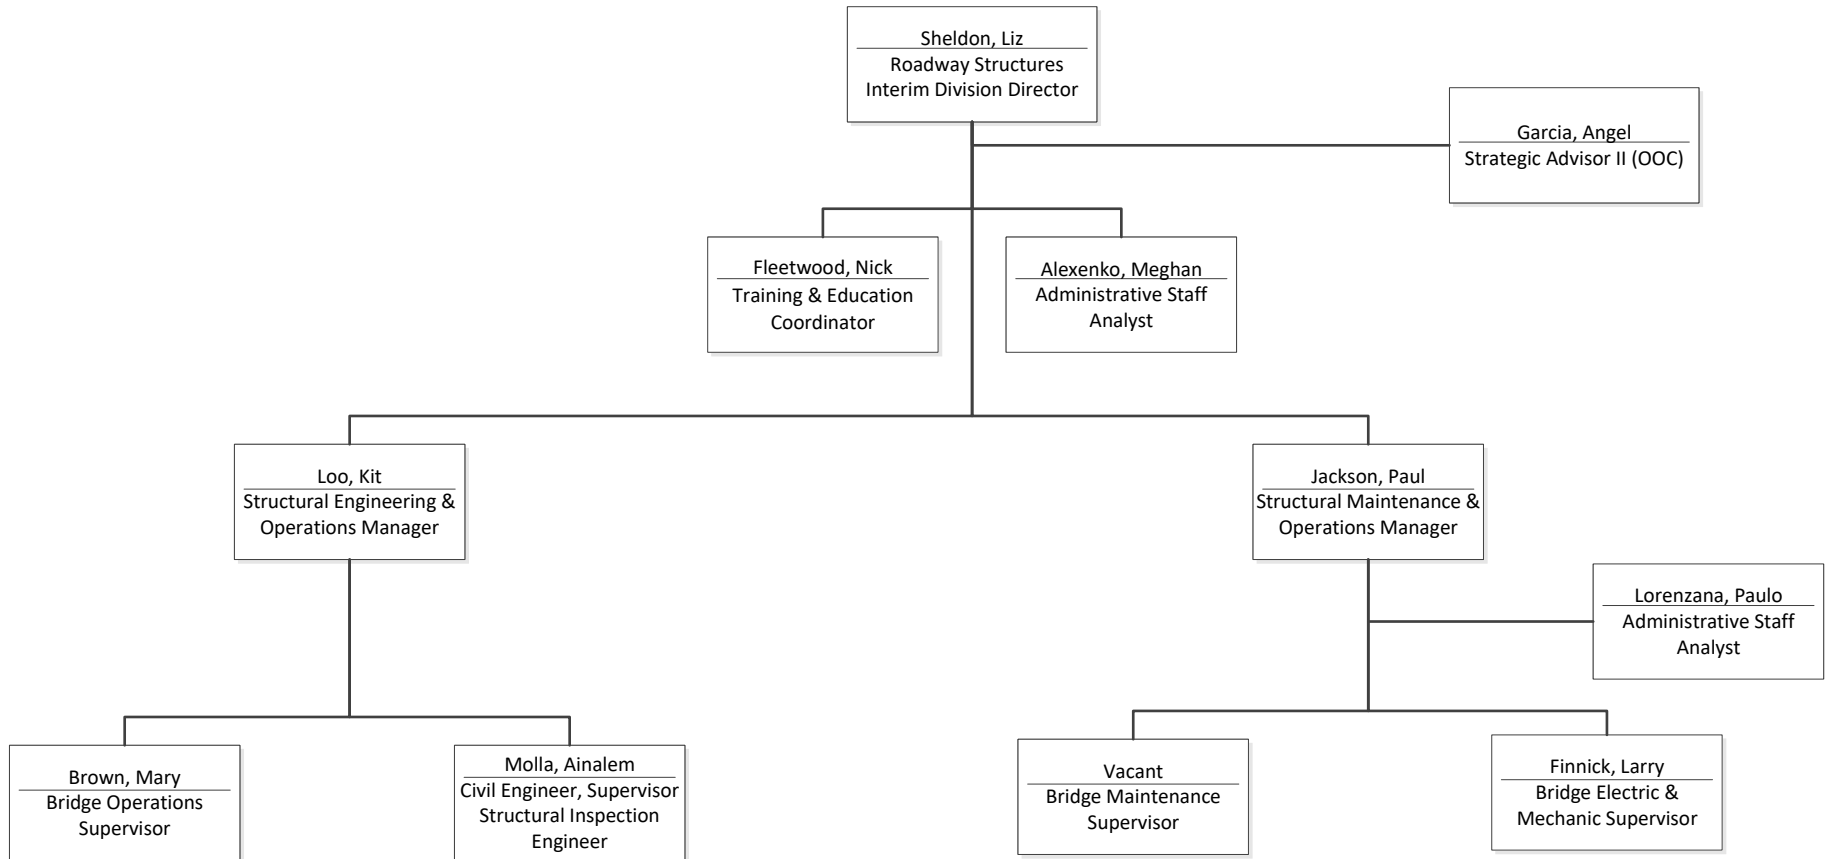 Sheldon, Liz
Roadway Structures
Interim Division Director
Garcia, Angel
Strategic Advisor II (OOC)
Fleetwood, Nick
Training & Education
Coordinator
Alexenko, Meghan
Administrative Staff
Analyst
Loo, Kit
Structural Engineering &
Operations Manager
Jackson, Paul
Structural Maintenance &
Operations Manager
Lorenzana, Paulo
Administrative Staff
Analyst
Brown, Mary
Bridge Operations
Supervisor
Molla, Ainalem
Civil Engineer, Supervisor
Structural Inspection
Engineer
Vacant
Bridge Maintenance
Supervisor
Finnick, Larry
Bridge Electric &
Mechanic Supervisor